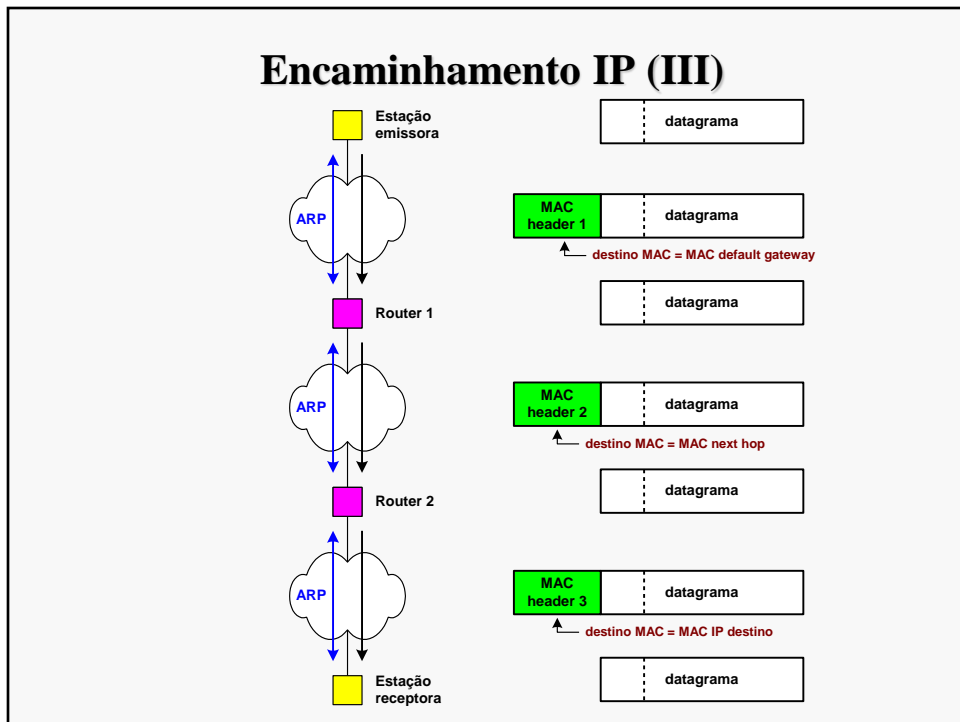 Encaminhamento IP (III)
Estação
emissora
datagrama
ARP
MAC
header 1
datagrama
destino MAC = MAC default gateway
Router 1
datagrama
ARP
MAC
header 2
datagrama
destino MAC = MAC next hop
Router 2
datagrama
ARP
MAC
header 3
datagrama
destino MAC = MAC IP destino
Estação
receptora
datagrama